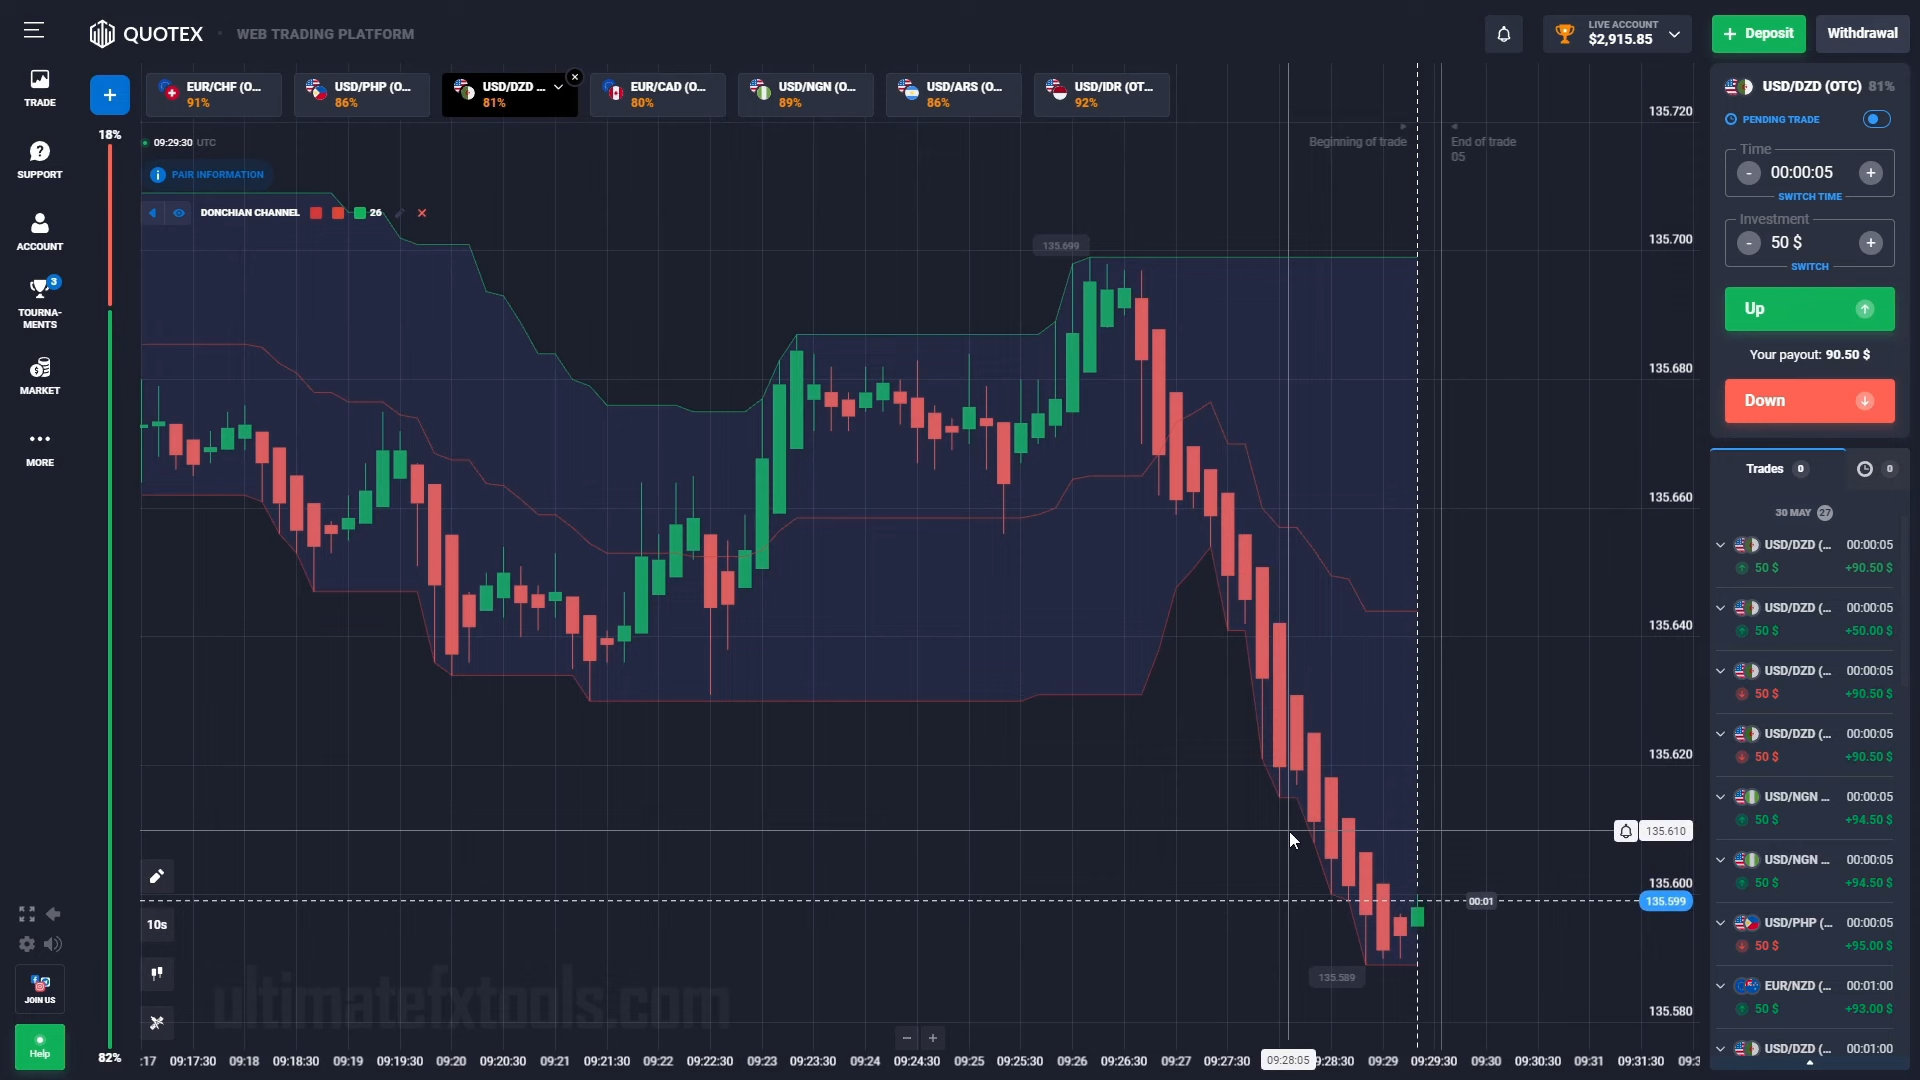 QUOTEX
WEB TRADING PLATFORM
LIVE ACCOUNT
$2,915.85
+ Deposit
Withdrawal
TRADE
SUPPORT
ACCOUNT
3
TOURNA-
MENTS
MARKET
MORE
JOIN US
Help
+
EUR/CHF (O...
91%
USD/PHP (O...
86%
USD/DZD ...
81%
EUR/CAD (O...
80%
USD/NGN (O...
89%
USD/ARS (O...
86%
USD/IDR (OT...
92%
18%
82%
09:29:30 UTC
PAIR INFORMATION
DONCHIAN CHANNEL 26
Beginning of trade
End of trade
05
135.699
135.589
00:01
10s
ultimatefxtools.com
135.720
135.700
135.680
135.660
135.640
135.620
135.610
135.600
135.599
135.580
:17 09:17:30 09:18 09:18:30 09:19 09:19:30 09:20 09:20:30 09:21 09:21:30 09:22 09:22:30 09:23 09:23:30 09:24 09:24:30 09:25 09:25:30 09:26 09:26:30 09:27 09:27:30 09:28:05 9:28:30 09:29 09:29:30 09:30 09:30:30 09:31 09:31:30 09:3
USD/DZD (OTC) 81%
PENDING TRADE
Time
- 00:00:05 +
SWITCH TIME
Investment
- 50 $ +
SWITCH
Up
Your payout: 90.50 $
Down
Trades 0
0
30 MAY 27
USD/DZD (... 00:00:05
50 $ +90.50 $
USD/DZD (... 00:00:05
50 $ +50.00 $
USD/DZD (... 00:00:05
50 $ +90.50 $
USD/DZD (... 00:00:05
50 $ +90.50 $
USD/NGN ... 00:00:05
50 $ +94.50 $
USD/NGN ... 00:00:05
50 $ +94.50 $
USD/PHP (... 00:00:05
50 $ +95.00 $
EUR/NZD (... 00:01:00
50 $ +93.00 $
USD/DZD (... 00:01:00